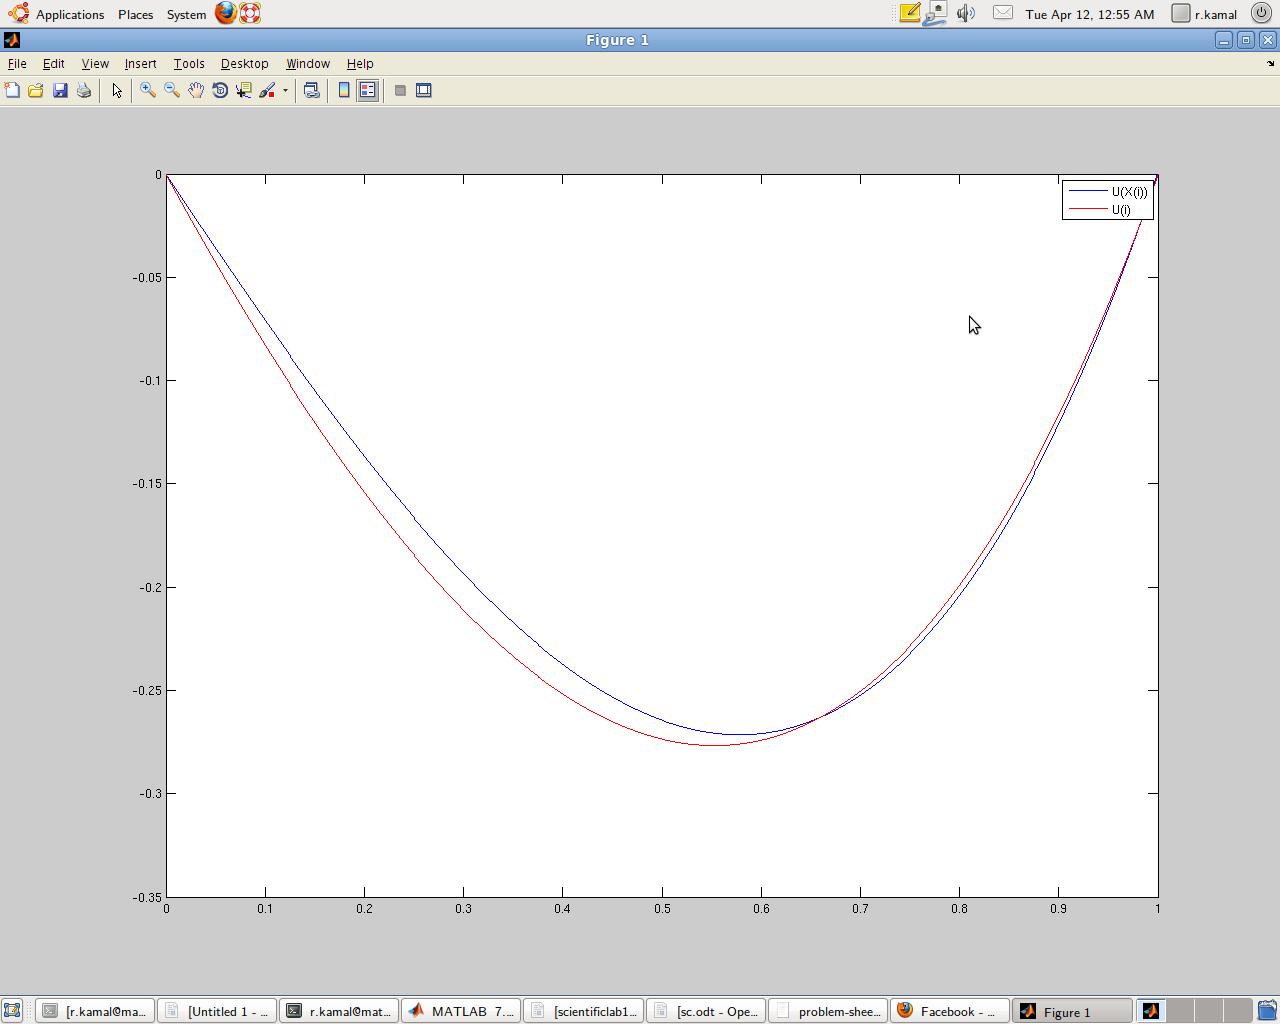 Applications Places System Tue Apr 12, 12:55 AM r.kamal
Figure 1
File Edit View Insert Tools Desktop Window Help
U(X(i))
U(i)
0
-0.05
-0.1
-0.15
-0.2
-0.25
-0.3
-0.35
0 0.1 0.2 0.3 0.4 0.5 0.6 0.7 0.8 0.9 1
[r.kamal@ma... [Untitled 1 - ... r.kamal@mat... MATLAB 7.... [scientificlab1... [sc.odt - Ope... problem-shee... Facebook - ... Figure 1